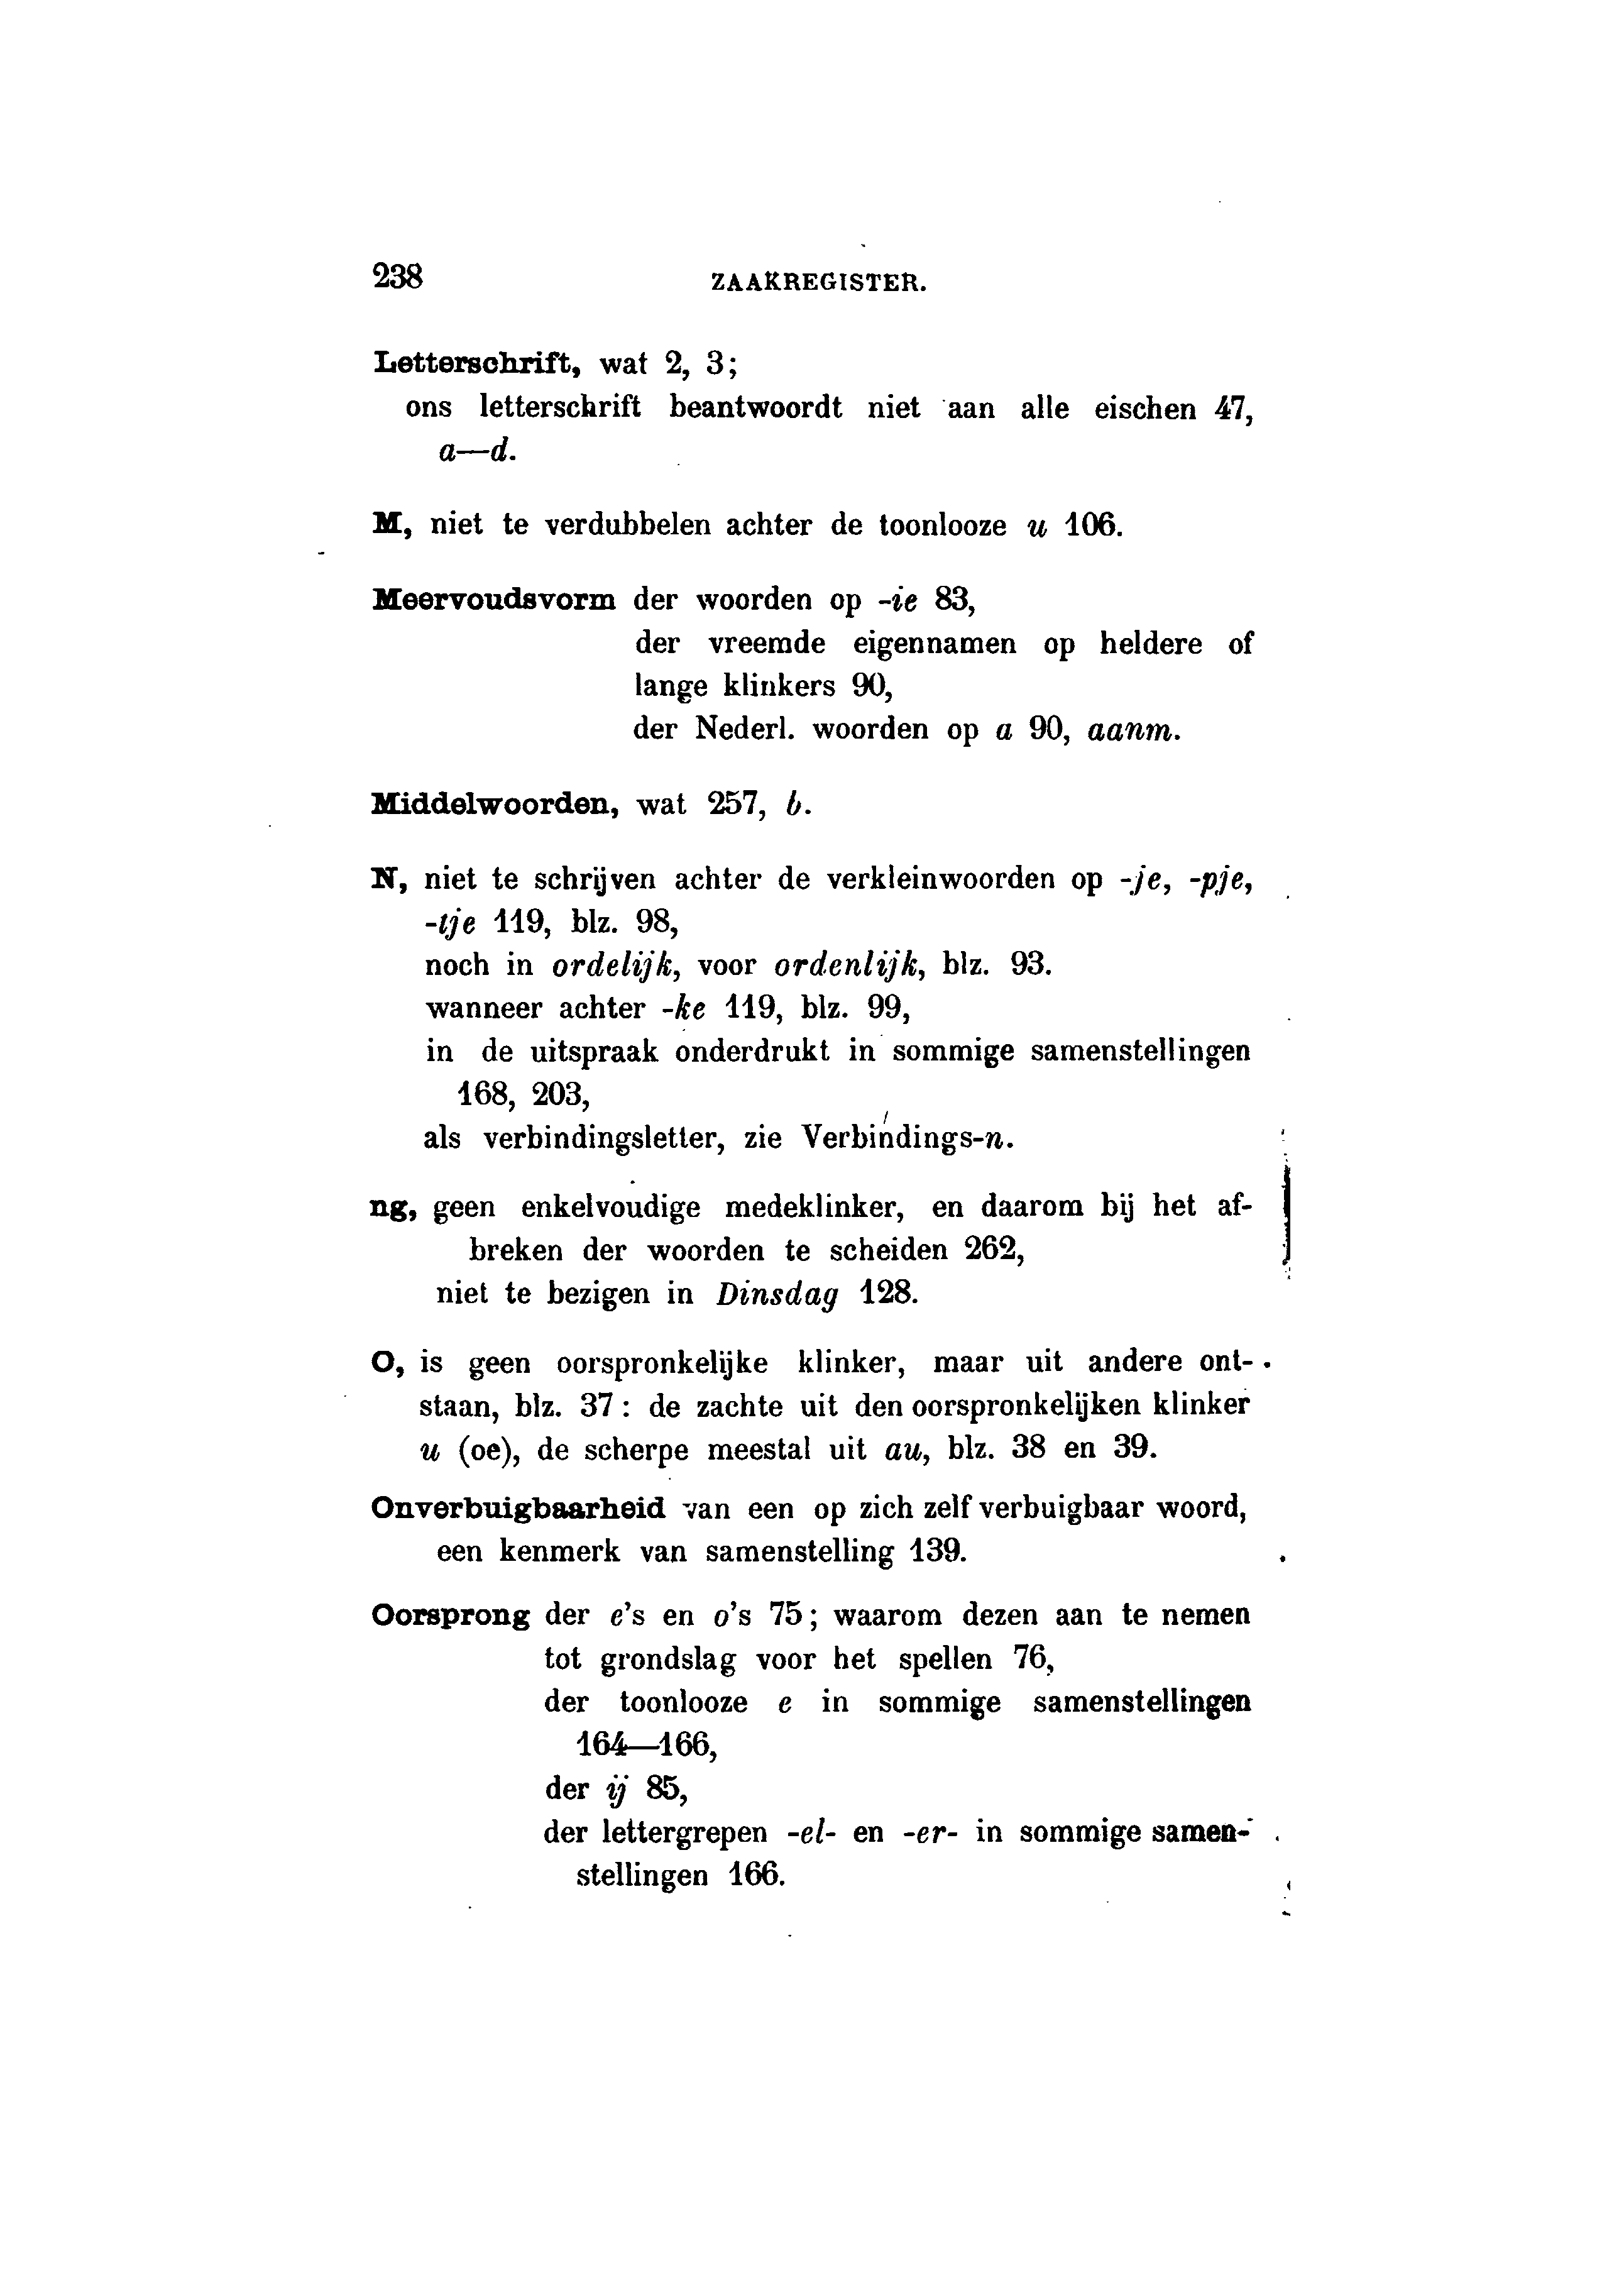 238 ZAAKREGISTER.
Letterschrift, wat 2, 3;
ons letterschrift beantwoordt niet aan alle eischen 47,
a—d.
M, niet te verdubbelen achter de toonlooze u 106.
Meervoudsvorm der woorden op -ie 83,
der vreemde eigennamen op heldere of
lange klinkers 90,
der Nederl. woorden op a 90, aanm.
Middelwoorden, wat 257, b.
N, niet te schrijven achter de verkleinwoorden op -je, -pje,
-tje 119, blz. 98,
noch in ordelijk, voor ordenlijk, blz. 93.
wanneer achter -ke 119, blz. 99,
in de uitspraak onderdrukt in sommige samenstellingen
168, 203,
als verbindingsletter, zie Verbindings-n.
ng, geen enkelvoudige medeklinker, en daarom bij het af-
breken der woorden te scheiden 262,
niet te bezigen in Dinsdag 128.
O, is geen oorspronkelijke klinker, maar uit andere ont-
staan, blz. 37: de zachte uit den oorspronkelijken klinker
u (oe), de scherpe meestal uit au, blz. 38 en 39.
Onverbuigbaarheid van een op zich zelf verbuigbaar woord,
een kenmerk van samenstelling 139.
Oorsprong der e's en o's 75; waarom dezen aan te nemen
tot grondslag voor het spellen 76,
der toonlooze e in sommige samenstellingen
164—166,
der ij 85,
der lettergrepen -el- en -er- in sommige samen-
stellingen 166.